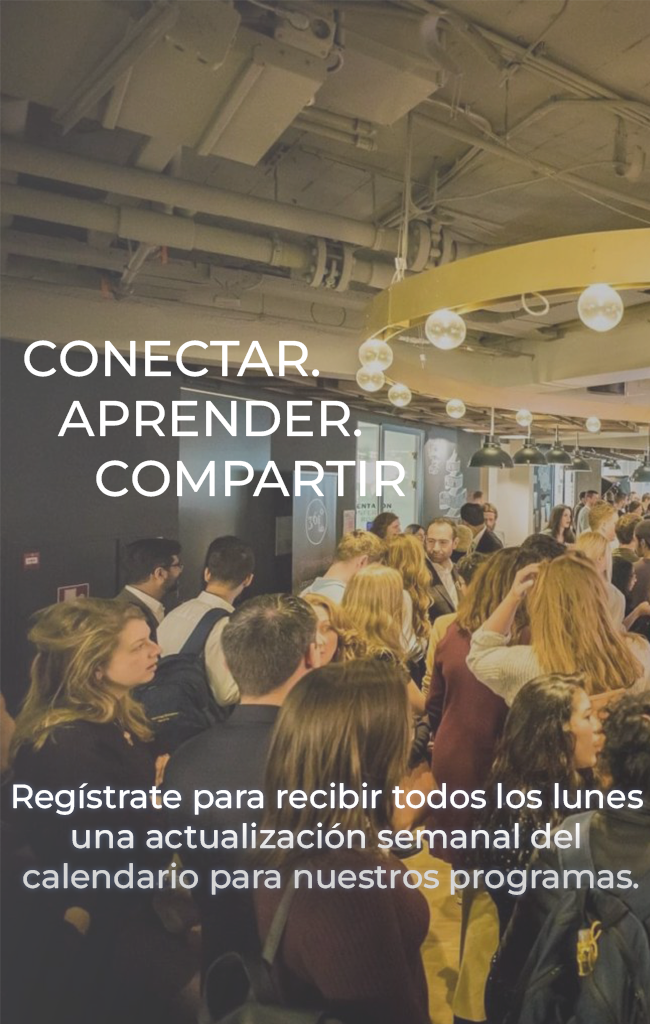 CONECTAR.
APRENDER.
COMPARTIR
Regístrate para recibir todos los lunes
una actualización semanal del
calendario para nuestros programas.